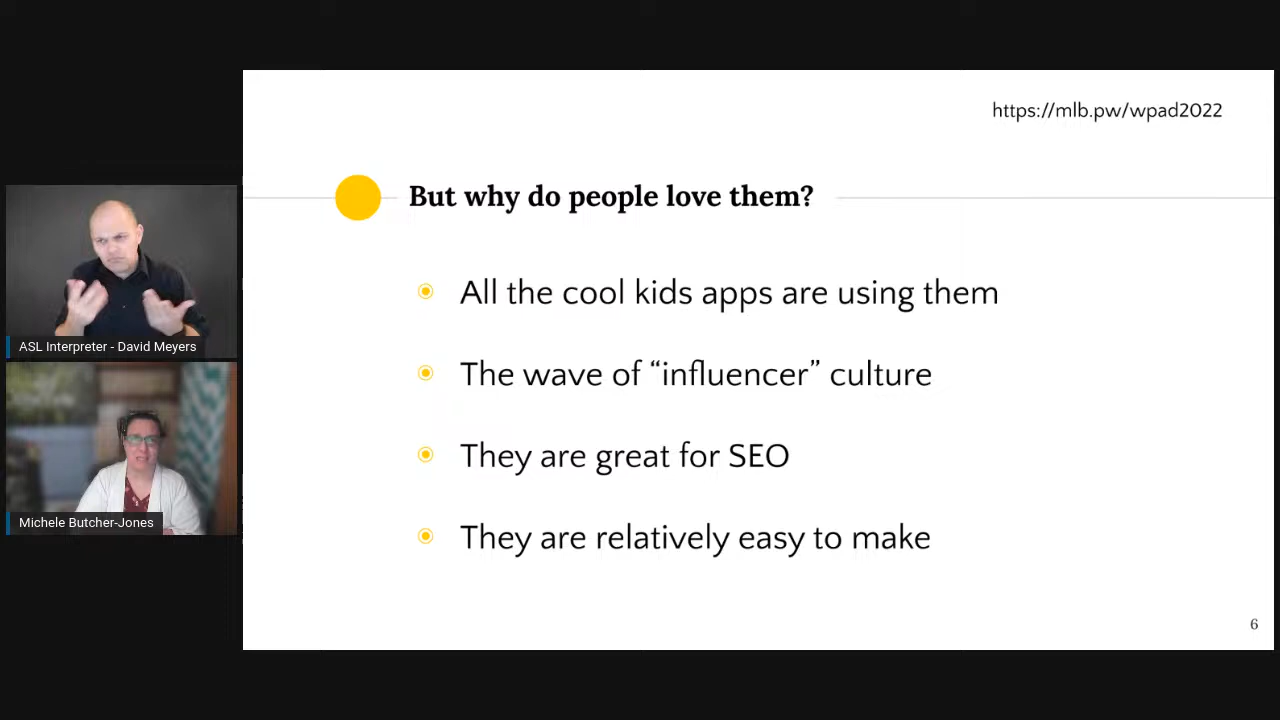 https://mlb.pw/wpad2022
But why do people love them?
All the cool kids apps are using them
The wave of “influencer” culture
They are great for SEO
They are relatively easy to make
6
ASL Interpreter - David Meyers
Michele Butcher-Jones